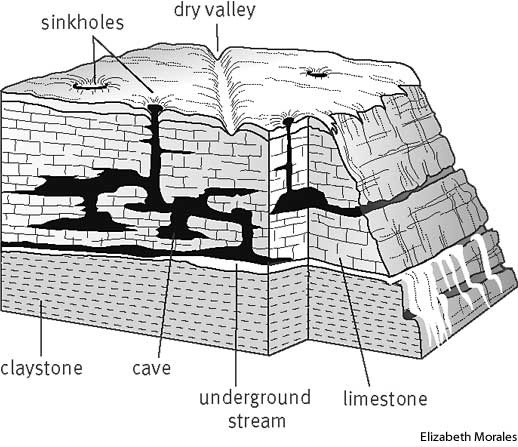 dry valley
sinkholes
claystone
cave
underground
stream
limestone
Elizabeth Morales